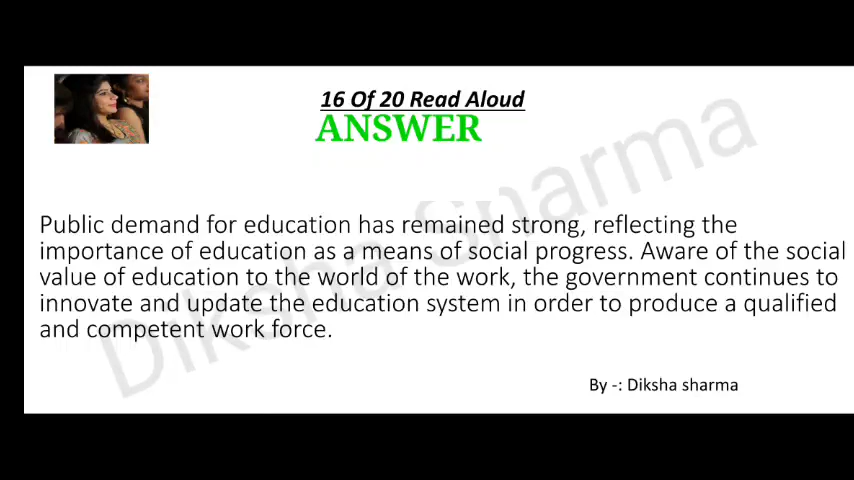 16 Of 20 Read Aloud
ANSWER
Public demand for education has remained strong, reflecting the
importance of education as a means of social progress. Aware of the social
value of education to the world of the work, the government continues to
innovate and update the education system in order to produce a qualified
and competent work force.
By -: Diksha sharma
Diksha Sharma